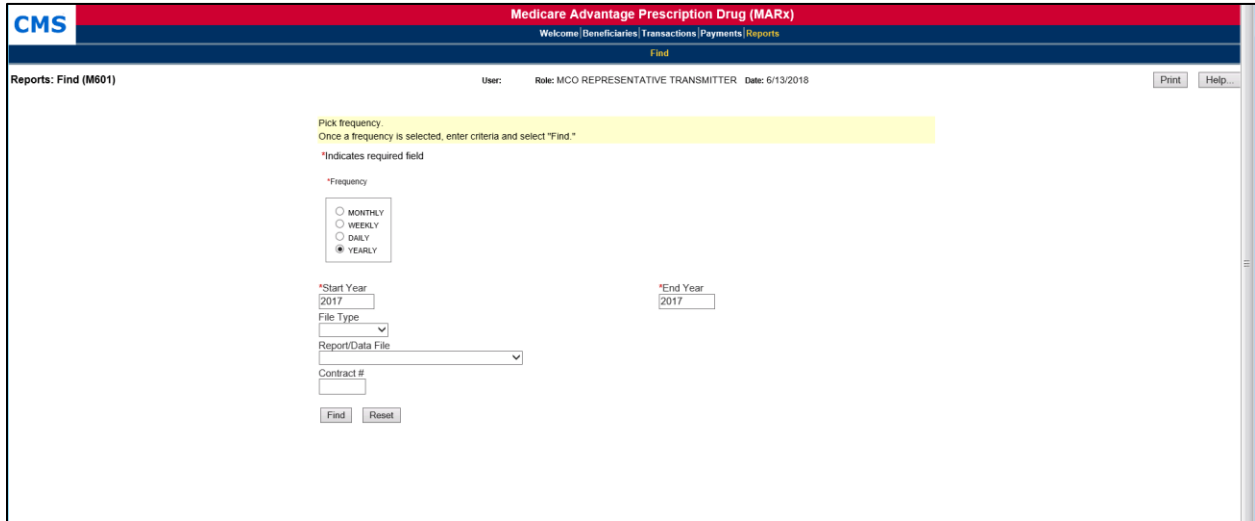 CMS
Medicare Advantage Prescription Drug (MARx)
Welcome|Beneficiaries|Transactions|Payments|Reports
Find
Reports: Find (M601) User: Role: MCO REPRESENTATIVE TRANSMITTER Date: 6/13/2018 Print Help...
Pick frequency.
Once a frequency is selected, enter criteria and select "Find."
*Indicates required field
*Frequency
MONTHLY
WEEKLY
DAILY
YEARLY
*Start Year *End Year
2017 2017
File Type
Report/Data File
Contract #
Find Reset